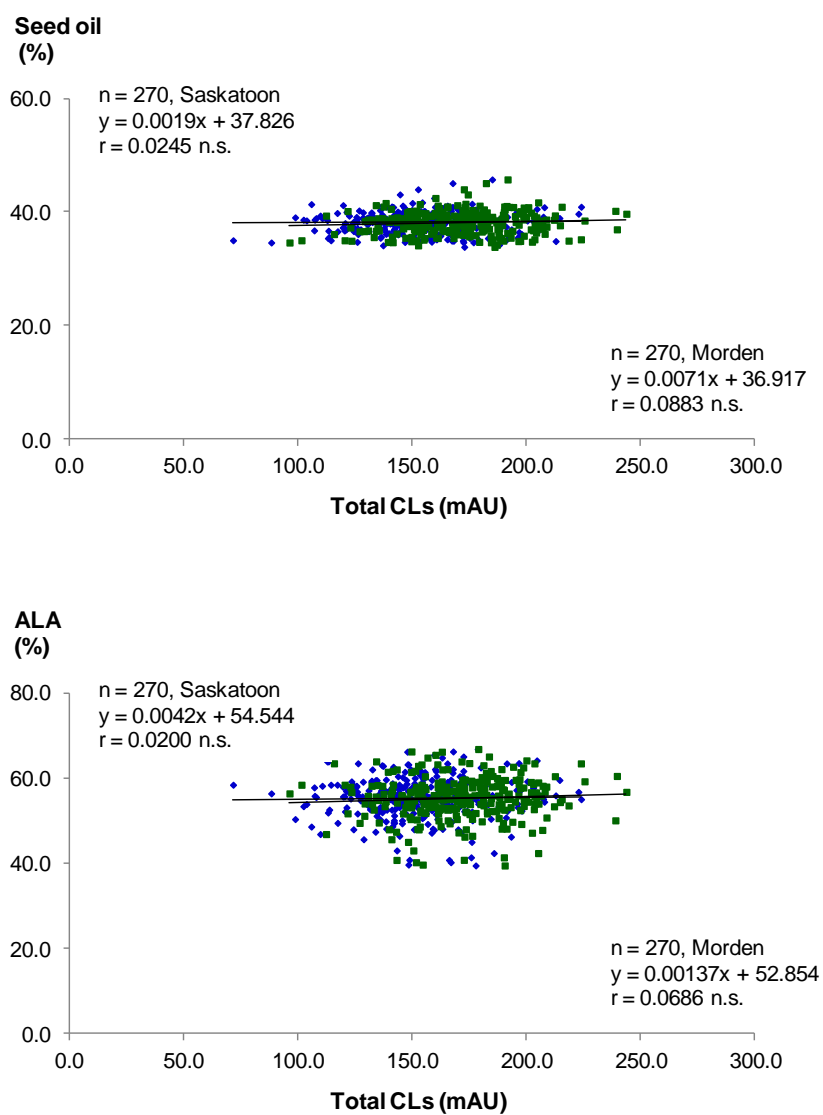 Seed oil
(%)
n = 270, Saskatoon
y = 0.0019x + 37.826
r = 0.0245 n.s.
60.0
40.0
20.0
0.0
n = 270, Morden
y = 0.0071x + 36.917
r = 0.0883 n.s.
0.0 50.0 100.0 150.0 200.0 250.0 300.0
Total CLs (mAU)
ALA
(%)
n = 270, Saskatoon
y = 0.0042x + 54.544
r = 0.0200 n.s.
80.0
60.0
40.0
20.0
0.0
n = 270, Morden
y = 0.00137x + 52.854
r = 0.0686 n.s.
0.0 50.0 100.0 150.0 200.0 250.0 300.0
Total CLs (mAU)